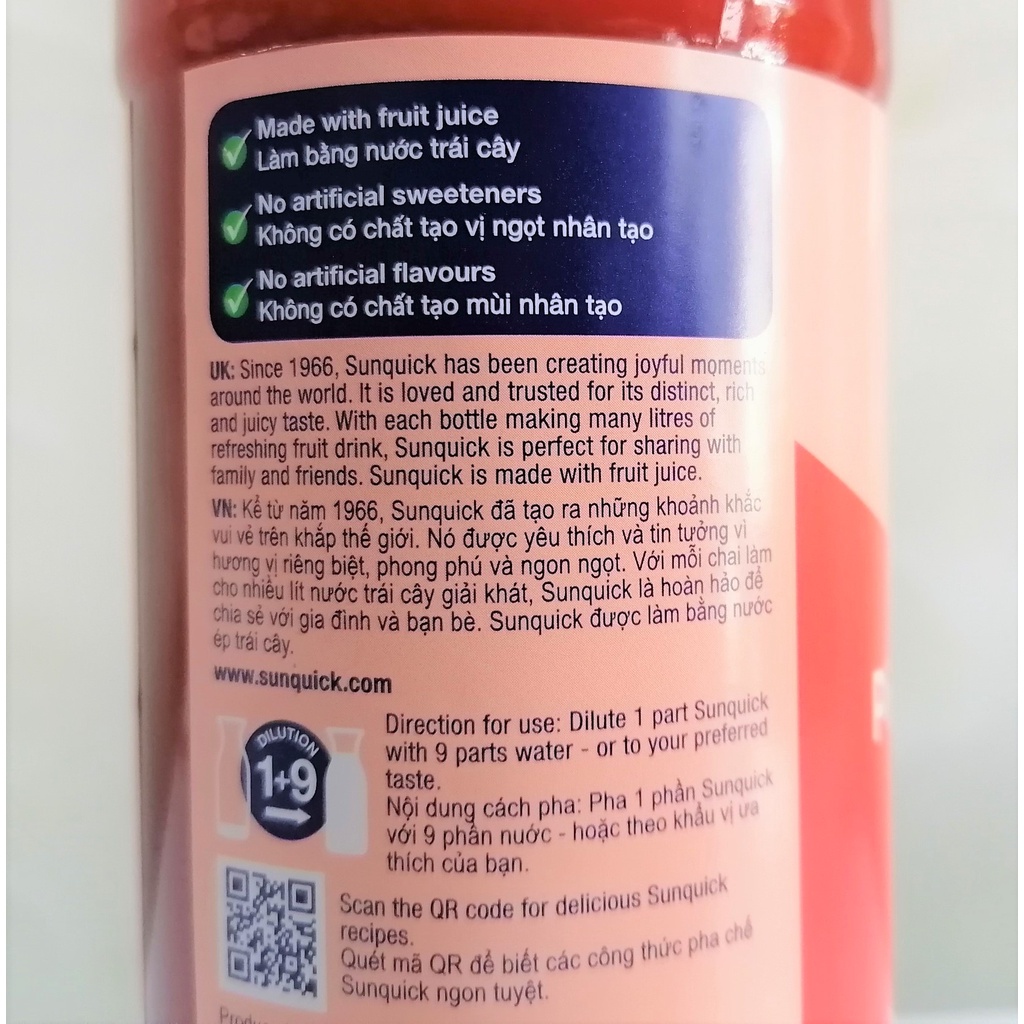 Made with fruit juice
Làm bằng nước trái cây
No artificial sweeteners
Không có chất tạo vị ngọt nhân tạo
No artificial flavours
Không có chất tạo mùi nhân tạo
UK: Since 1966, Sunquick has been creating joyful moments
around the world. It is loved and trusted for its distinct, rich
and juicy taste. With each bottle making many litres of
refreshing fruit drink, Sunquick is perfect for sharing with
family and friends. Sunquick is made with fruit juice.
VN: Kể từ năm 1966, Sunquick đã tạo ra những khoảnh khắc
vui vẻ trên khắp thế giới. Nó được yêu thích và tin tưởng vì
hương vị riêng biệt, phong phú và ngon ngọt. Với mỗi chai làm
cho nhiều lít nước trái cây giải khát, Sunquick là hoàn hảo để
chia sẻ với gia đình và bạn bè. Sunquick được làm bằng nước
ép trái cây.
www.sunquick.com
DILUTION
1+9
Direction for use: Dilute 1 part Sunquick
with 9 parts water - or to your preferred
taste.
Nội dung cách pha: Pha 1 phần Sunquick
với 9 phần nuớc - hoặc theo khẩu vị ưa
thích của bạn.
Scan the QR code for delicious Sunquick
recipes.
Quét mã QR để biết các công thức pha chế
Sunquick ngon tuyệt.